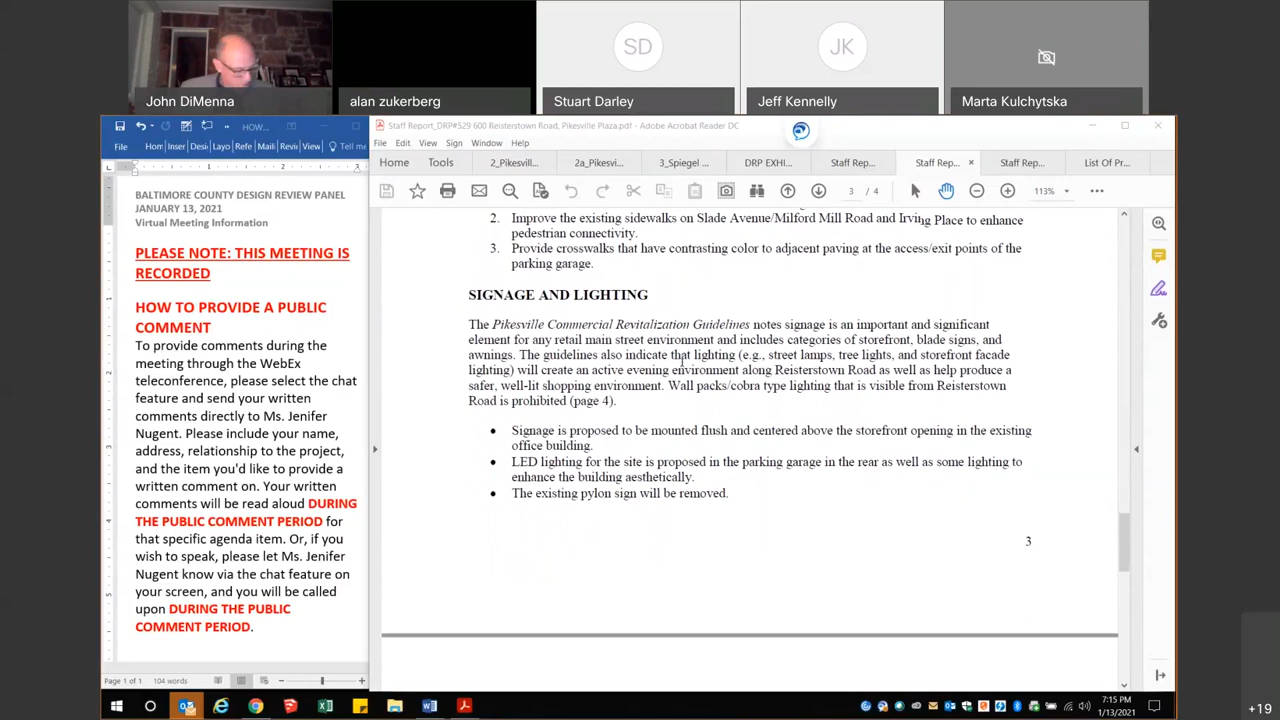 SD
JK
John DiMenna
alan zukerberg
Stuart Darley
Jeff Kennelly
Marta Kulchytska
HOW...
File
Hom
Inser
Desi
Layo
Refe
Maili
Revi
View
Tell me
1
2
3
BALTIMORE COUNTY DESIGN REVIEW PANEL
JANUARY 13, 2021
Virtual Meeting Information
PLEASE NOTE: THIS MEETING IS
RECORDED
HOW TO PROVIDE A PUBLIC
COMMENT
To provide comments during the
meeting through the WebEx
teleconference, please select the chat
feature and send your written
comments directly to Ms. Jenifer
Nugent. Please include your name,
address, relationship to the project,
and the item you'd like to provide a
written comment on. Your written
comments will be read aloud DURING
THE PUBLIC COMMENT PERIOD for
that specific agenda item. Or, if you
wish to speak, please let Ms. Jenifer
Nugent know via the chat feature on
your screen, and you will be called
upon DURING THE PUBLIC
COMMENT PERIOD.
Page 1 of 1 104 words
Staff Report_DRP#529 600 Reisterstown Road, Pikesville Plaza.pdf - Adobe Acrobat Reader DC
File Edit View Sign Window Help
Home Tools 2_Pikesvill... 2a_Pikesvi... 3_Spiegel ... DRP EXHI... Staff Rep... Staff Rep... × Staff Rep... List Of Pr...
3 / 4 113%
2. Improve the existing sidewalks on Slade Avenue/Milford Mill Road and Irving Place to enhance
pedestrian connectivity.
3. Provide crosswalks that have contrasting color to adjacent paving at the access/exit points of the
parking garage.
SIGNAGE AND LIGHTING
The Pikesville Commercial Revitalization Guidelines notes signage is an important and significant
element for any retail main street environment and includes categories of storefront, blade signs, and
awnings. The guidelines also indicate that lighting (e.g., street lamps, tree lights, and storefront facade
lighting) will create an active evening environment along Reisterstown Road as well as help produce a
safer, well-lit shopping environment. Wall packs/cobra type lighting that is visible from Reisterstown
Road is prohibited (page 4).
• Signage is proposed to be mounted flush and centered above the storefront opening in the existing
office building.
• LED lighting for the site is proposed in the parking garage in the rear as well as some lighting to
enhance the building aesthetically.
• The existing pylon sign will be removed.
3
7:15 PM
1/13/2021
+19